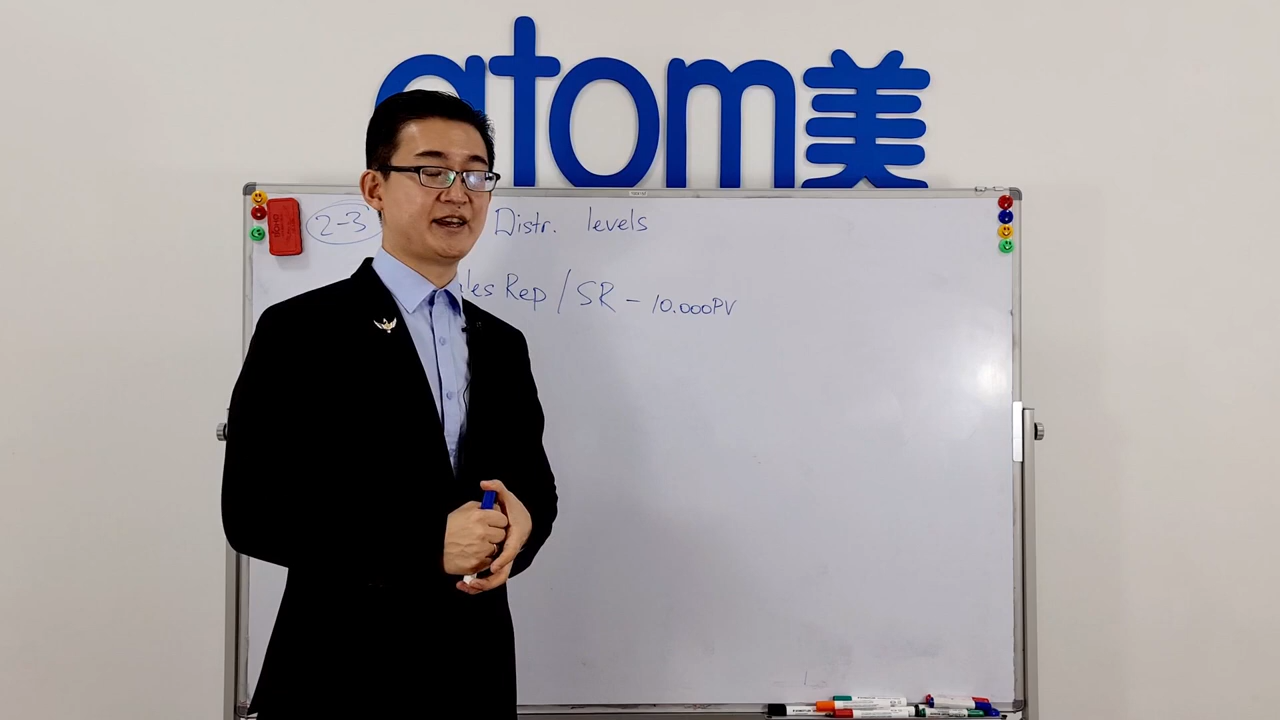 atom美
2-3 Distr. levels
les Rep / SR - 10.000PV